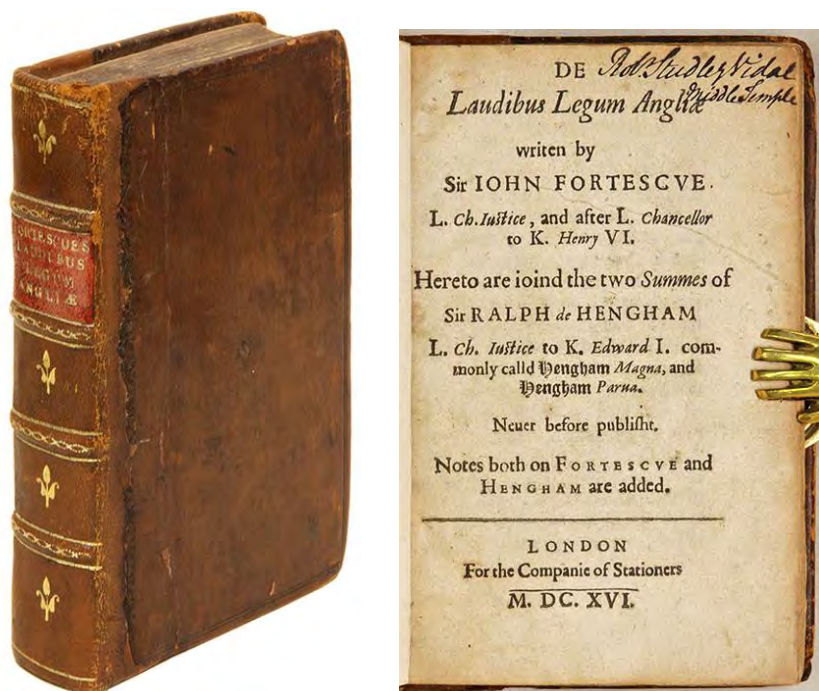 FORTESCUES
LAUDIBUS
LEGUM
ANGLIÆ
DE Robt Studley Vidal
Middle Temple
Laudibus Legum Angliæ
writen by
Sir IOHN FORTESCVE.
L. Ch. Iustice, and after L. Chancellor
to K. Henry VI.
Hereto are ioind the two Summes of
Sir RALPH de HENGHAM
L. Ch. Iustice to K. Edward I. com-
monly calld Hengham Magna, and
Hengham Parua.
Neuer before publisht.
Notes both on FORTESCVE and
HENGHAM are added.
LONDON
For the Companie of Stationers
M. DC. XVI.